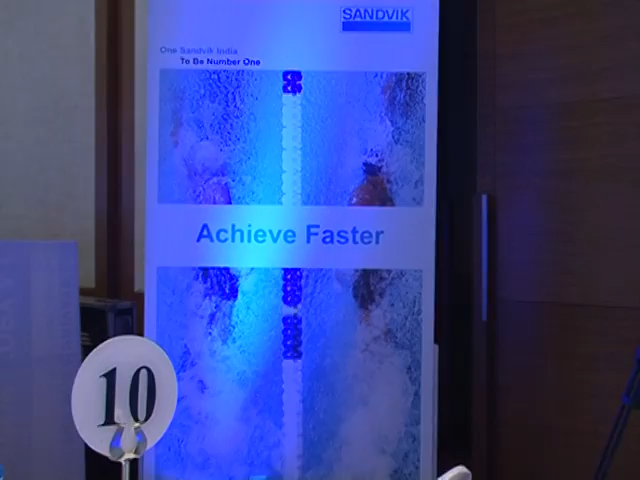 SANDVIK
One Sandvik India
To Be Number One
Achieve Faster
10